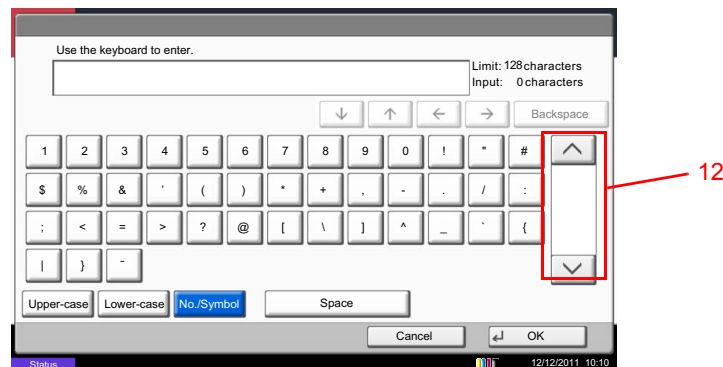 Use the keyboard to enter.
Limit: 128 characters
Input: 0 characters
↓ ↑ ← → Backspace
1 2 3 4 5 6 7 8 9 0 ! " #
$ % & ' ( ) * + , - . / :
; < = > ? @ [ \ ] ^ _ ` {
| } ~
12
Upper-case Lower-case No./Symbol Space
Cancel OK
Status 12/12/2011 10:10